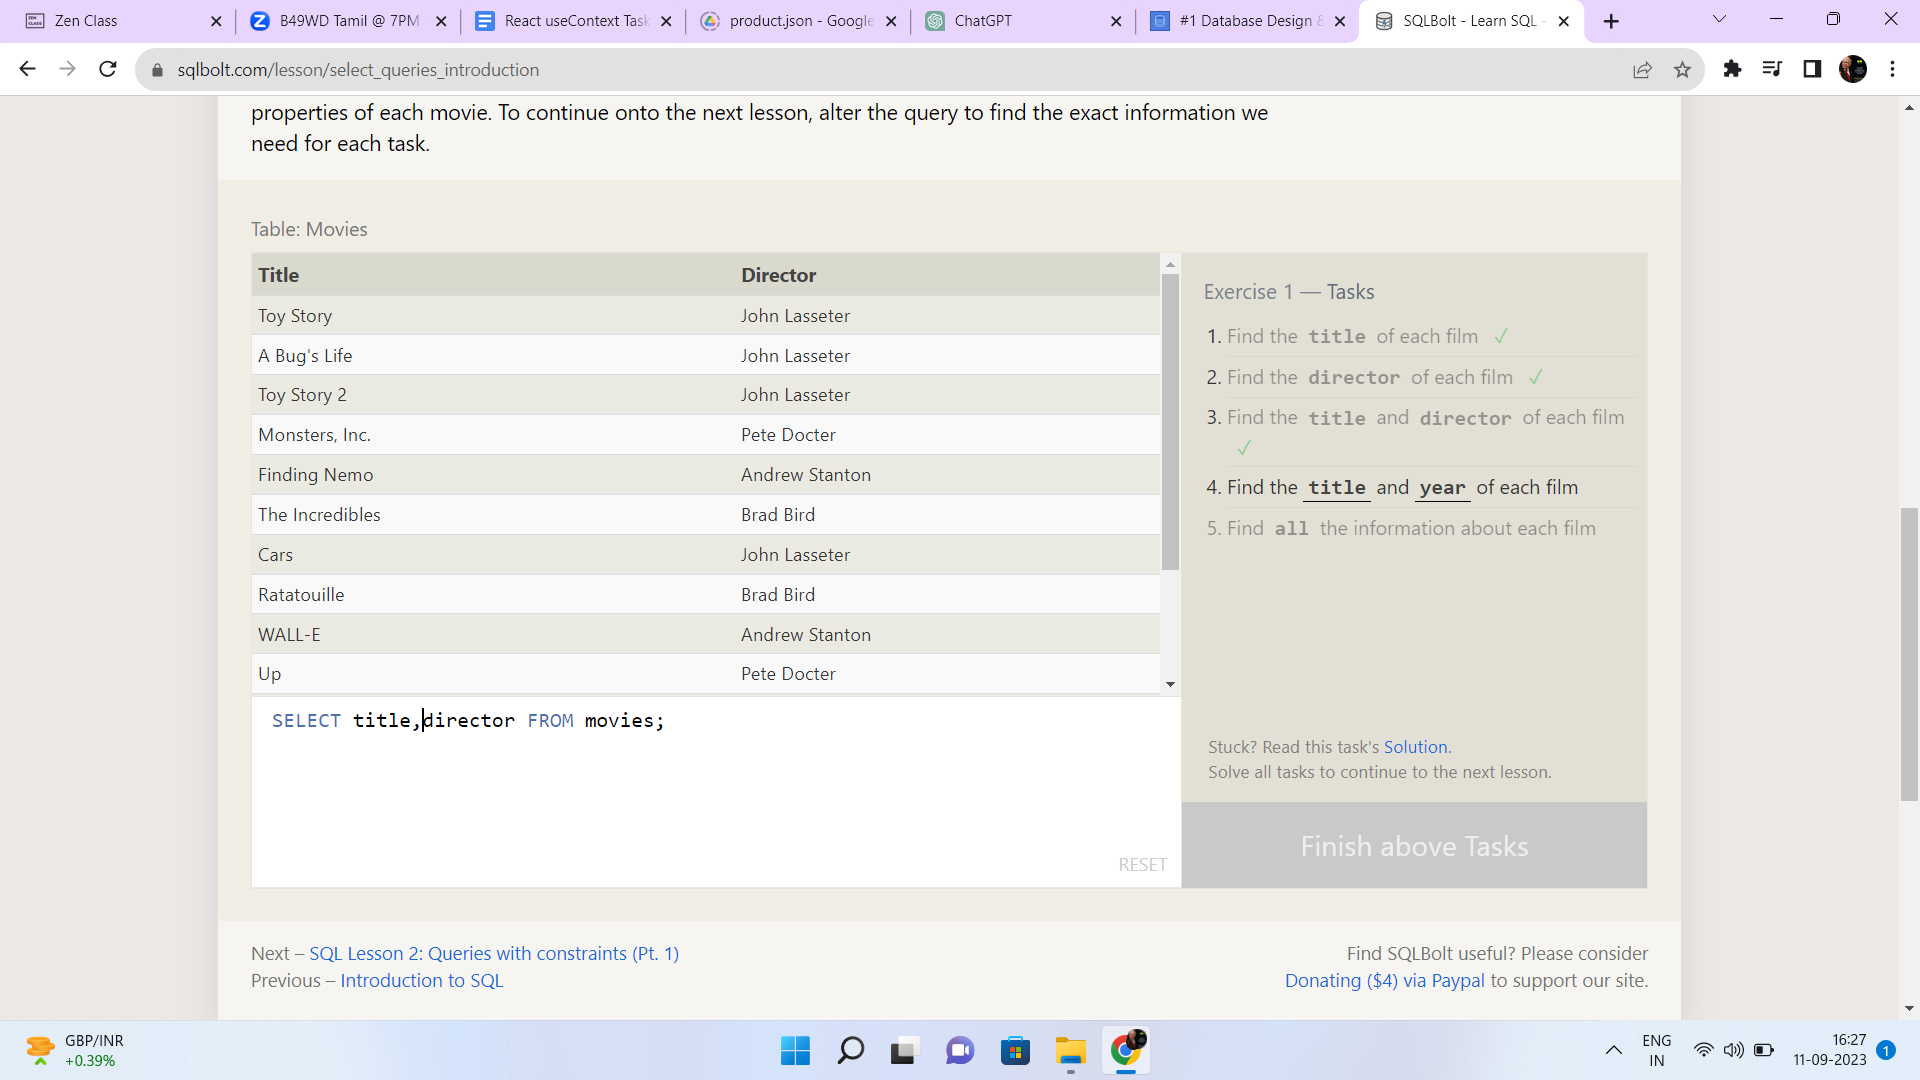 Zen Class
B49WD Tamil @ 7PM
React useContext Task
product.json - Google
ChatGPT
#1 Database Design &
SQLBolt - Learn SQL -
sqlbolt.com/lesson/select_queries_introduction
properties of each movie. To continue onto the next lesson, alter the query to find the exact information we
need for each task.
Table: Movies
Title Director
Toy Story John Lasseter
A Bug's Life John Lasseter
Toy Story 2 John Lasseter
Monsters, Inc. Pete Docter
Finding Nemo Andrew Stanton
The Incredibles Brad Bird
Cars John Lasseter
Ratatouille Brad Bird
WALL-E Andrew Stanton
Up Pete Docter
SELECT title,director FROM movies;
RESET
Exercise 1 — Tasks
1. Find the title of each film ✓
2. Find the director of each film ✓
3. Find the title and director of each film
✓
4. Find the title and year of each film
5. Find all the information about each film
Stuck? Read this task's Solution.
Solve all tasks to continue to the next lesson.
Finish above Tasks
Next – SQL Lesson 2: Queries with constraints (Pt. 1)
Previous – Introduction to SQL
Find SQLBolt useful? Please consider
Donating ($4) via Paypal to support our site.
GBP/INR
+0.39%
ENG
IN
16:27
11-09-2023
1